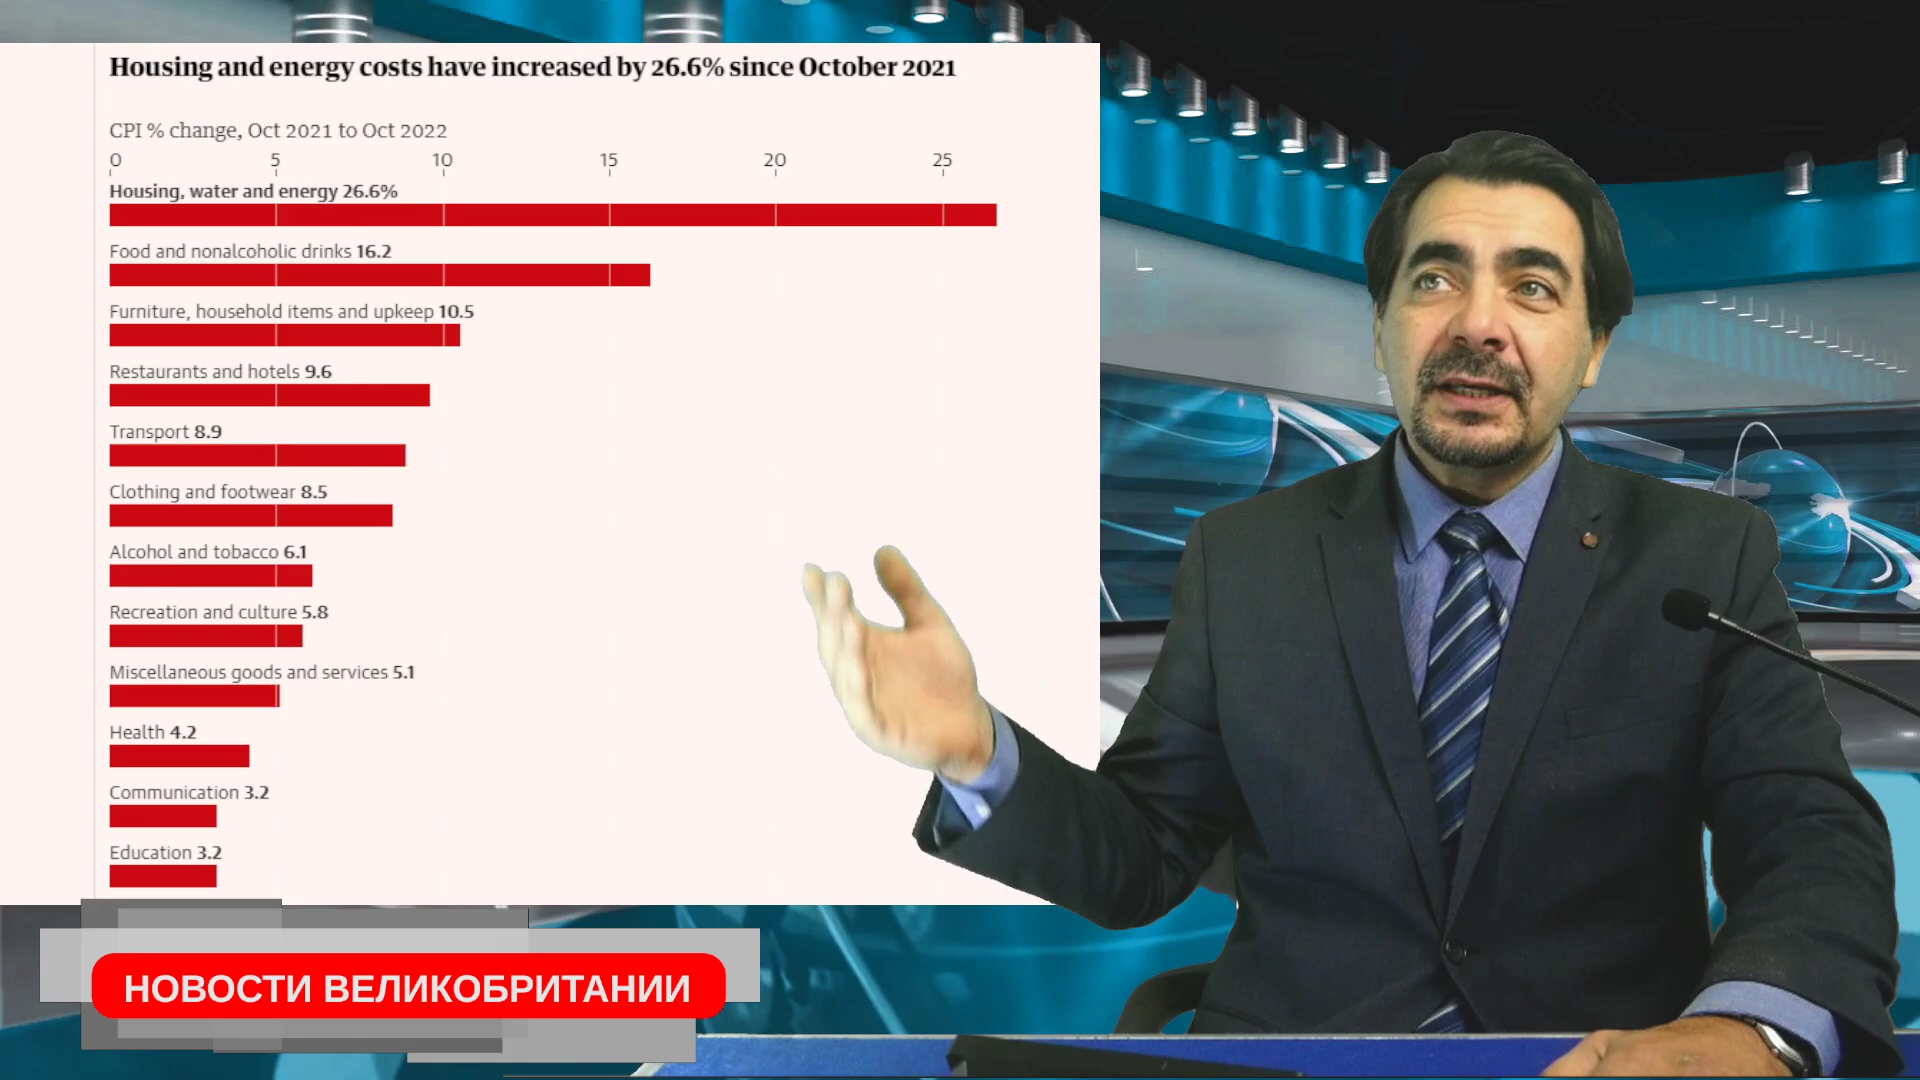 Housing and energy costs have increased by 26.6% since October 2021
CPI % change, Oct 2021 to Oct 2022
0 5 10 15 20 25
Housing, water and energy 26.6%
Food and nonalcoholic drinks 16.2
Furniture, household items and upkeep 10.5
Restaurants and hotels 9.6
Transport 8.9
Clothing and footwear 8.5
Alcohol and tobacco 6.1
Recreation and culture 5.8
Miscellaneous goods and services 5.1
Health 4.2
Communication 3.2
Education 3.2
НОВОСТИ ВЕЛИКОБРИТАНИИ